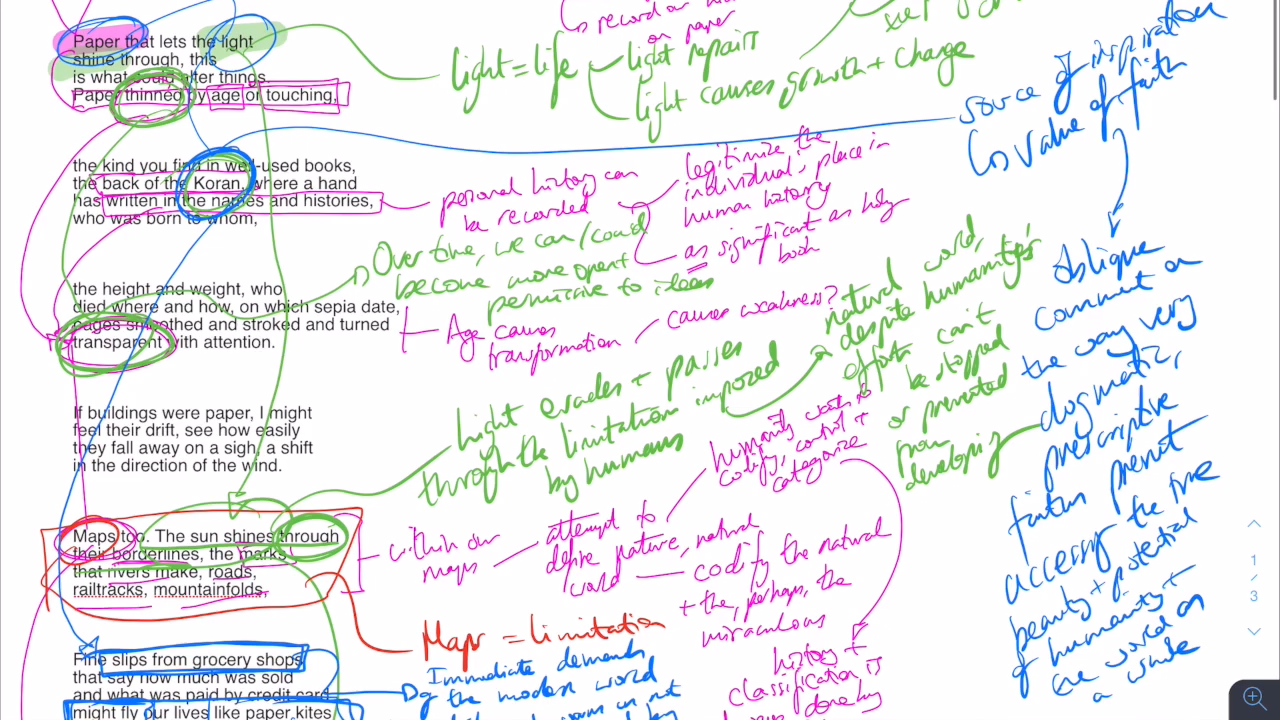 record or
on paper
Paper that lets the light
shine through, this
is what could alter things.
Paper thinned by age or touching,
light = life
light repairs
light causes growth + change
source of inspiration
value of faith
the kind you find in well-used books,
the back of the Koran, where a hand
has written in the names and histories,
who was born to whom,
personal history can
be recorded
legitimize the
individual's place in
human history
as significant as holy
book
Over time, we can/could
become more open +
permissive to ideas
the height and weight, who
died where and how, on which sepia date,
pages smoothed and stroked and turned
transparent with attention.
Age causes
transformation
causes weakness?
natural world,
despite humanity's
efforts can't
be stopped
or prevented
from
developing
Oblique
comment on
the way very
dogmatic,
prescriptive
faiths prevent
access the true
beauty + potential
of humanity +
the world as
a whole
If buildings were paper, I might
feel their drift, see how easily
they fall away on a sigh, a shift
in the direction of the wind.
Light evades + passes
through the limitation imposed
by humans
humanity wants to
codify, control +
categorize
Maps too. The sun shines through
their borderlines, the marks
that rivers make, roads,
railtracks, mountainfolds,
within our
maps
attempt to
define nature, natural
world
codify the natural
+ the, perhaps, the
miraculous
Maps = limitation
Fine slips from grocery shops
that say how much was sold
and what was paid by credit card
might fly our lives like paper kites
Immediate demands
of the modern world
history +
classification is
1
/
3